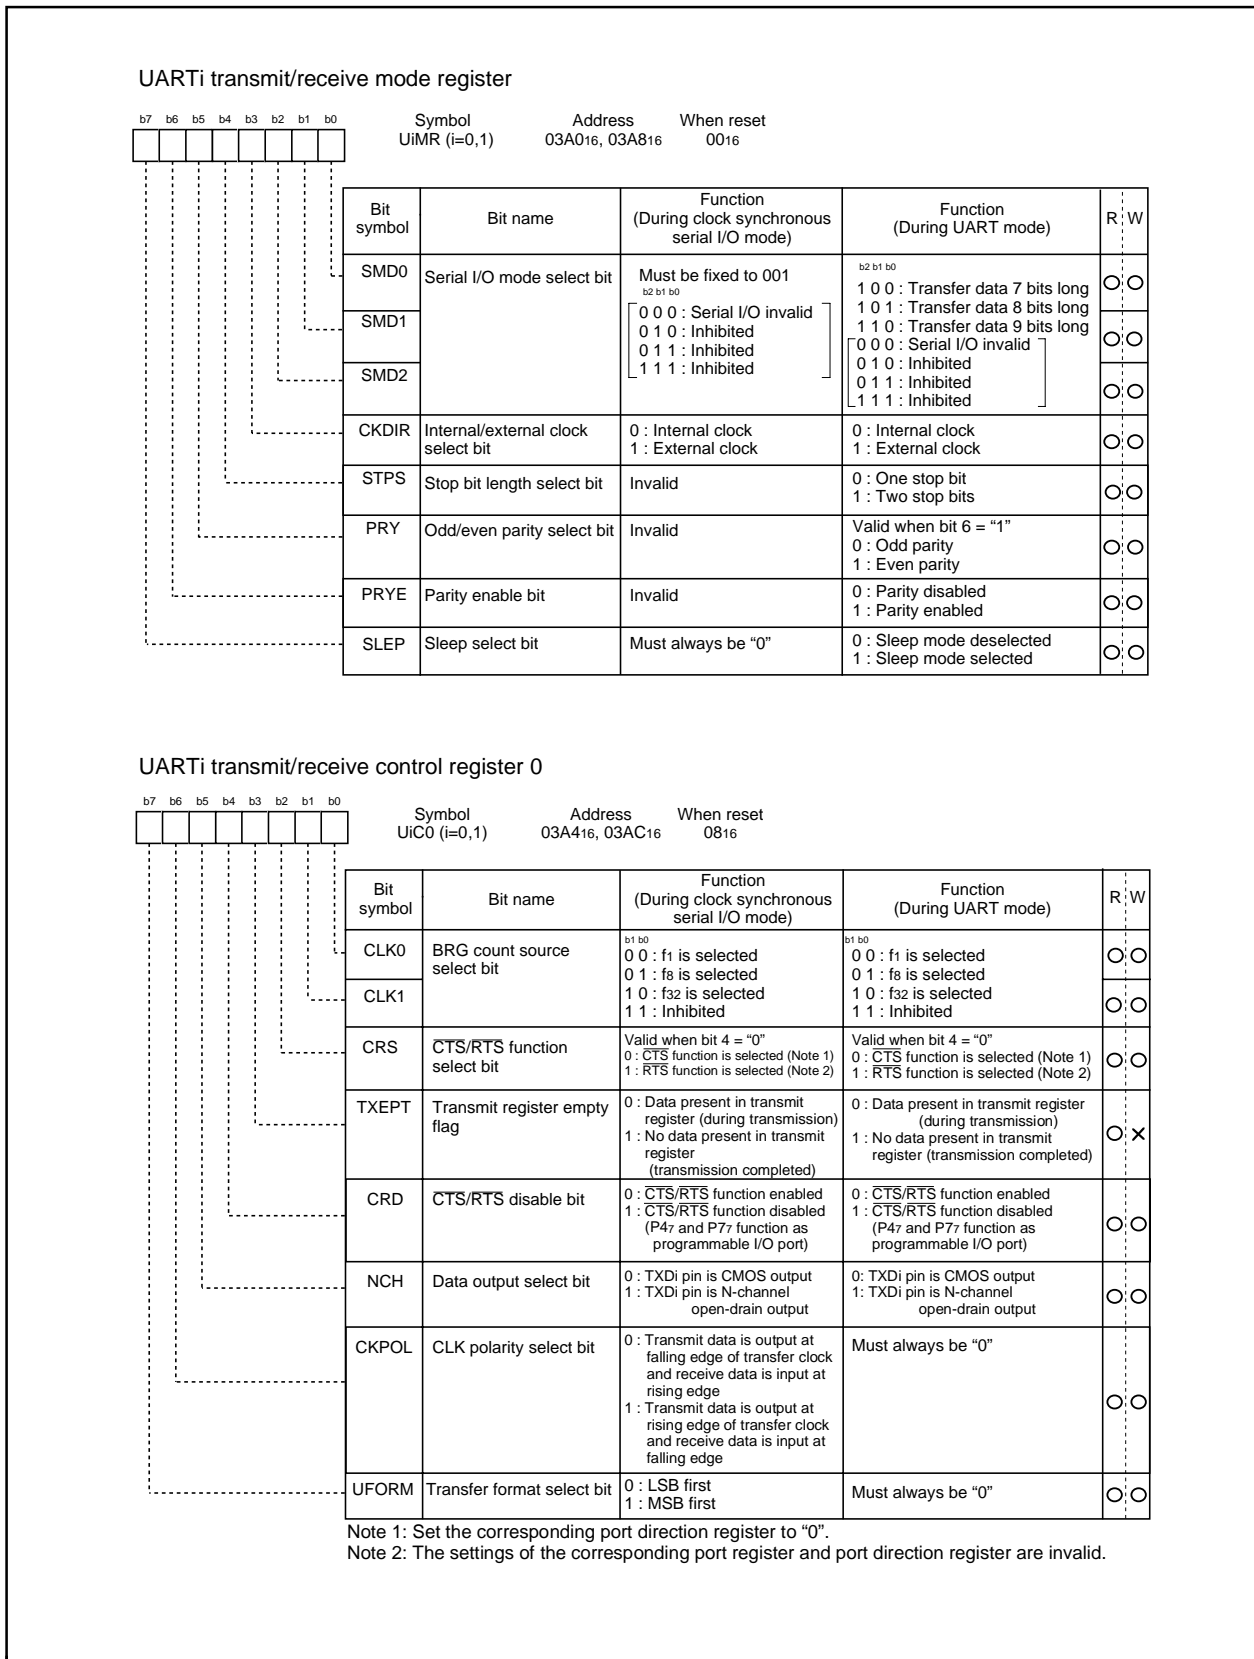 UARTi transmit/receive mode register
b7 b6 b5 b4 b3 b2 b1 b0
Symbol Address When reset
UiMR (i=0,1) 03A016, 03A816 0016
Bit symbol Bit name Function (During clock synchronous serial I/O mode) Function (During UART mode) R W
SMD0 Serial I/O mode select bit
SMD1
SMD2
Must be fixed to 001
b2 b1 b0
0 0 0 : Serial I/O invalid
0 1 0 : Inhibited
0 1 1 : Inhibited
1 1 1 : Inhibited
b2 b1 b0
1 0 0 : Transfer data 7 bits long
1 0 1 : Transfer data 8 bits long
1 1 0 : Transfer data 9 bits long
0 0 0 : Serial I/O invalid
0 1 0 : Inhibited
0 1 1 : Inhibited
1 1 1 : Inhibited
CKDIR Internal/external clock select bit
0 : Internal clock
1 : External clock
0 : Internal clock
1 : External clock
STPS Stop bit length select bit Invalid
0 : One stop bit
1 : Two stop bits
PRY Odd/even parity select bit Invalid
Valid when bit 6 = “1”
0 : Odd parity
1 : Even parity
PRYE Parity enable bit Invalid
0 : Parity disabled
1 : Parity enabled
SLEP Sleep select bit Must always be “0”
0 : Sleep mode deselected
1 : Sleep mode selected
UARTi transmit/receive control register 0
b7 b6 b5 b4 b3 b2 b1 b0
Symbol Address When reset
UiC0 (i=0,1) 03A416, 03AC16 0816
Bit symbol Bit name Function (During clock synchronous serial I/O mode) Function (During UART mode) R W
CLK0 BRG count source select bit
CLK1
b1 b0
0 0 : f1 is selected
0 1 : f8 is selected
1 0 : f32 is selected
1 1 : Inhibited
b1 b0
0 0 : f1 is selected
0 1 : f8 is selected
1 0 : f32 is selected
1 1 : Inhibited
CRS CTS/RTS function select bit
Valid when bit 4 = “0”
0 : CTS function is selected (Note 1)
1 : RTS function is selected (Note 2)
Valid when bit 4 = “0”
0 : CTS function is selected (Note 1)
1 : RTS function is selected (Note 2)
TXEPT Transmit register empty flag
0 : Data present in transmit
register (during transmission)
1 : No data present in transmit
register
(transmission completed)
0 : Data present in transmit register
(during transmission)
1 : No data present in transmit
register (transmission completed)
CRD CTS/RTS disable bit
0 : CTS/RTS function enabled
1 : CTS/RTS function disabled
(P47 and P77 function as
programmable I/O port)
0 : CTS/RTS function enabled
1 : CTS/RTS function disabled
(P47 and P77 function as
programmable I/O port)
NCH Data output select bit
0 : TXDi pin is CMOS output
1 : TXDi pin is N-channel
open-drain output
0: TXDi pin is CMOS output
1: TXDi pin is N-channel
open-drain output
CKPOL CLK polarity select bit
0 : Transmit data is output at
falling edge of transfer clock
and receive data is input at
rising edge
1 : Transmit data is output at
rising edge of transfer clock
and receive data is input at
falling edge
Must always be “0”
UFORM Transfer format select bit
0 : LSB first
1 : MSB first
Must always be “0”
Note 1: Set the corresponding port direction register to “0”.
Note 2: The settings of the corresponding port register and port direction register are invalid.